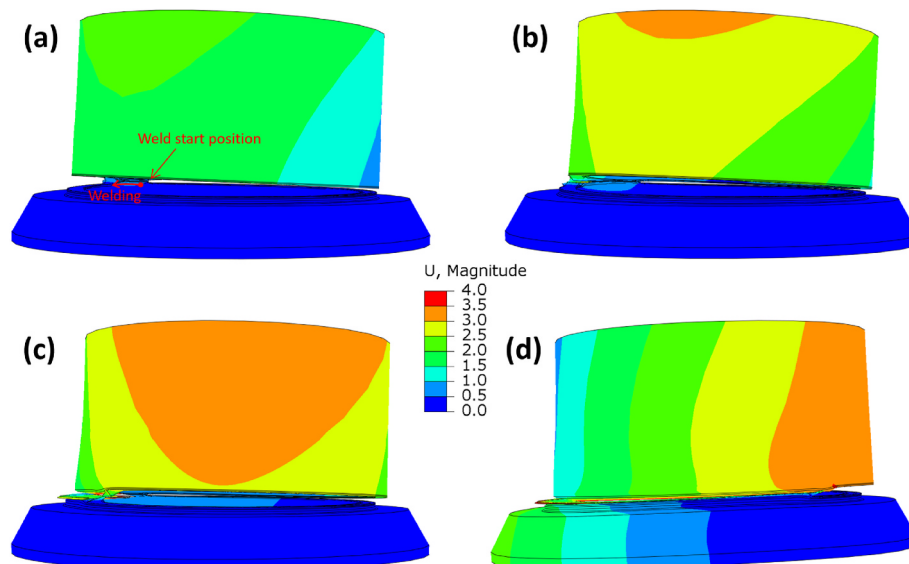 (a)
Weld start position
Welding
(b)
U, Magnitude
4.0
3.5
3.0
2.5
2.0
1.5
1.0
0.5
0.0
(c)
(d)